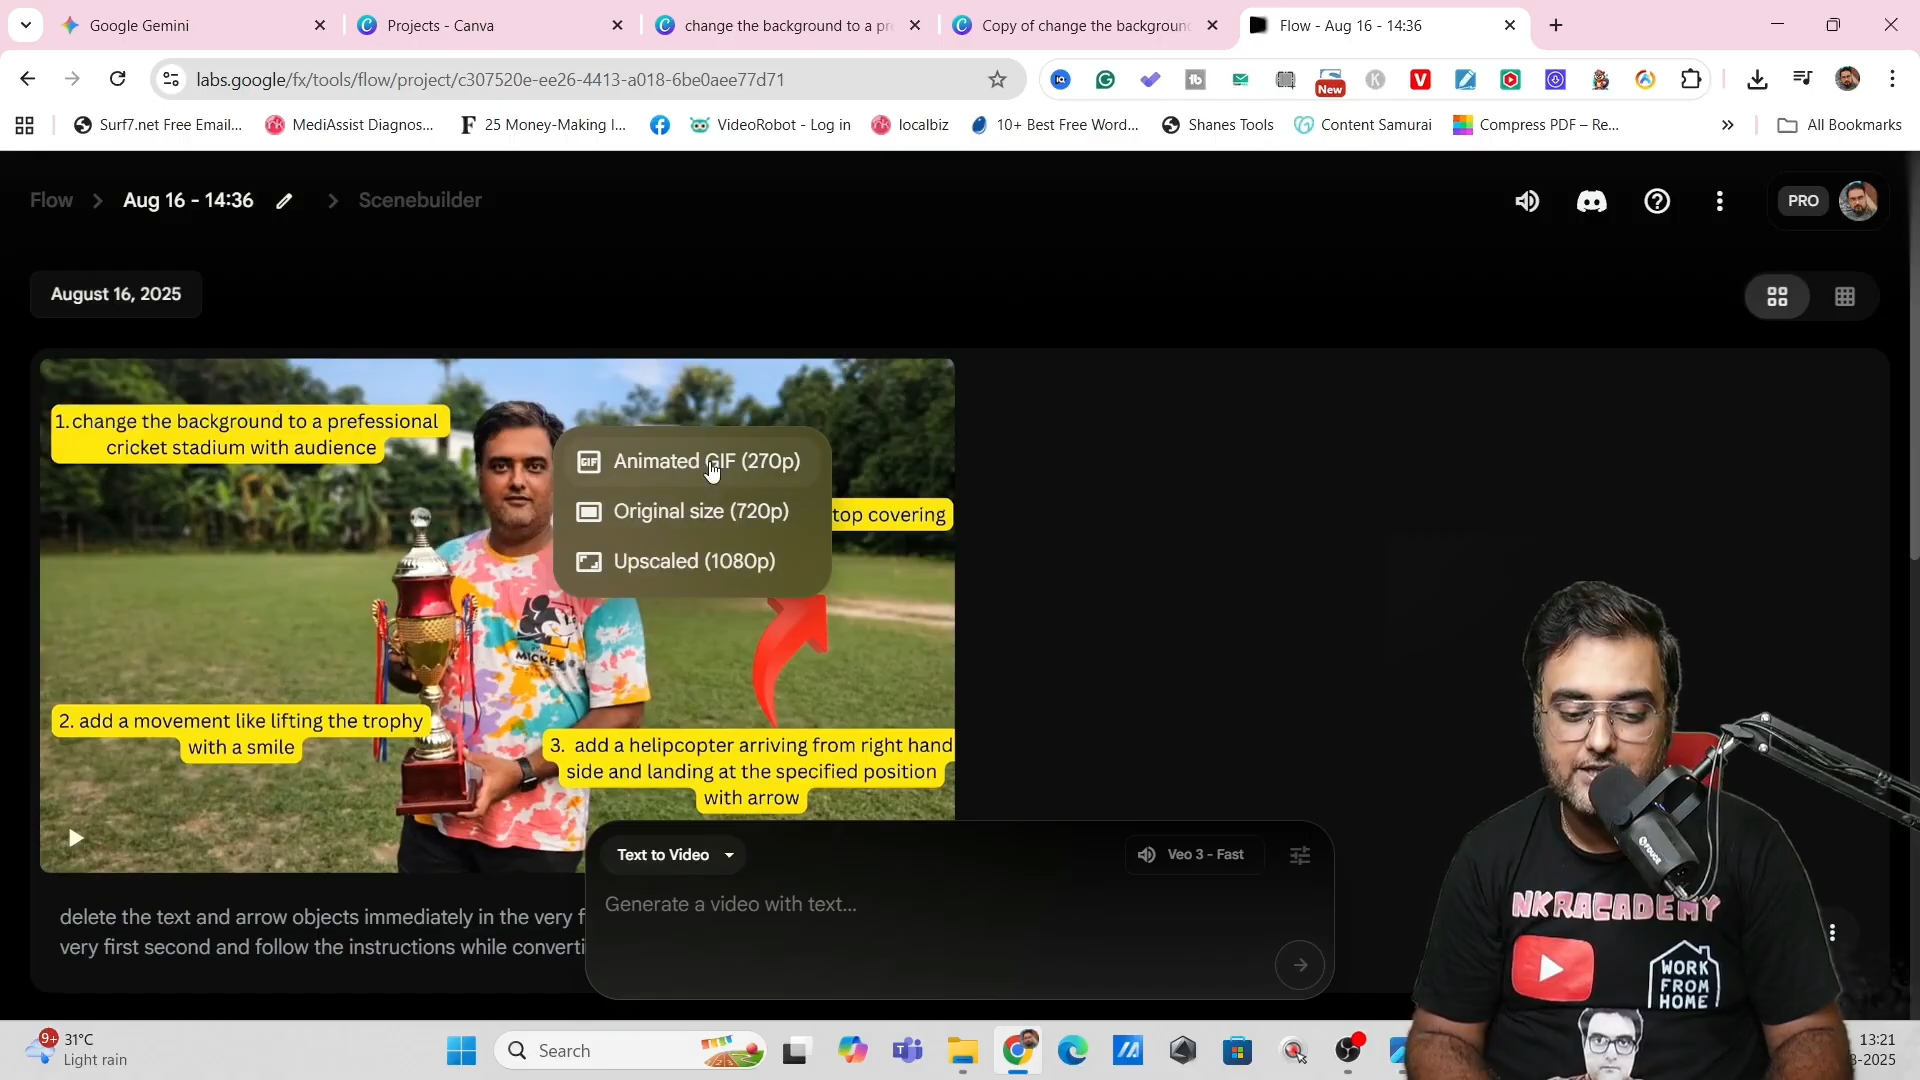 Google Gemini
Projects - Canva
change the background to a pr
Copy of change the backgroun
Flow - Aug 16 - 14:36
labs.google/fx/tools/flow/project/c307520e-ee26-4413-a018-6be0aee77d71
New
Surf7.net Free Email...
MediAssist Diagnos...
25 Money-Making I...
VideoRobot - Log in
localbiz
10+ Best Free Word...
Shanes Tools
Content Samurai
Compress PDF – Re...
All Bookmarks
Flow
Aug 16 - 14:36
Scenebuilder
PRO
August 16, 2025
1.change the background to a prefessional
cricket stadium with audience
GIF
Animated GIF (270p)
Original size (720p)
Upscaled (1080p)
top covering
MICKE
2. add a movement like lifting the trophy
with a smile
3. add a helipcopter arriving from right hand
side and landing at the specified position
with arrow
Text to Video
Veo 3 - Fast
Generate a video with text...
delete the text and arrow objects immediately in the very f
very first second and follow the instructions while converti
NKRACADEMY
WORK
FROM
HOME
9+
31°C
Light rain
Search
13:21
8-2025